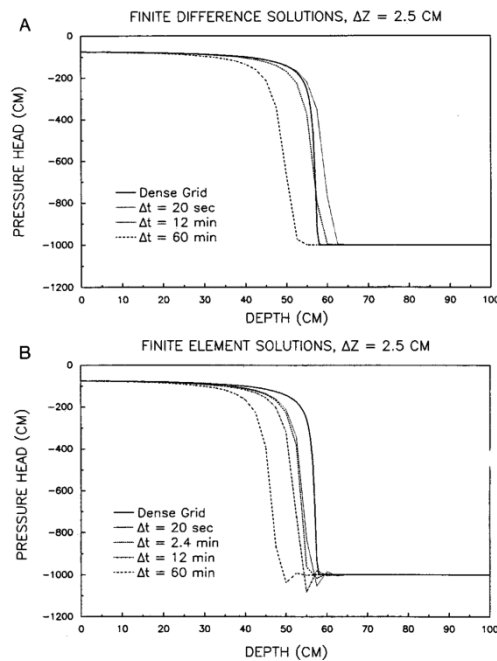 A
FINITE DIFFERENCE SOLUTIONS, ΔZ = 2.5 CM
PRESSURE HEAD (CM)
0
-200
-400
-600
-800
-1000
-1200
Dense Grid
Δt = 20 sec
Δt = 12 min
Δt = 60 min
0 10 20 30 40 50 60 70 80 90 100
DEPTH (CM)
B
FINITE ELEMENT SOLUTIONS, ΔZ = 2.5 CM
PRESSURE HEAD (CM)
0
-200
-400
-600
-800
-1000
-1200
Dense Grid
Δt = 20 sec
Δt = 2.4 min
Δt = 12 min
Δt = 60 min
0 10 20 30 40 50 60 70 80 90 100
DEPTH (CM)